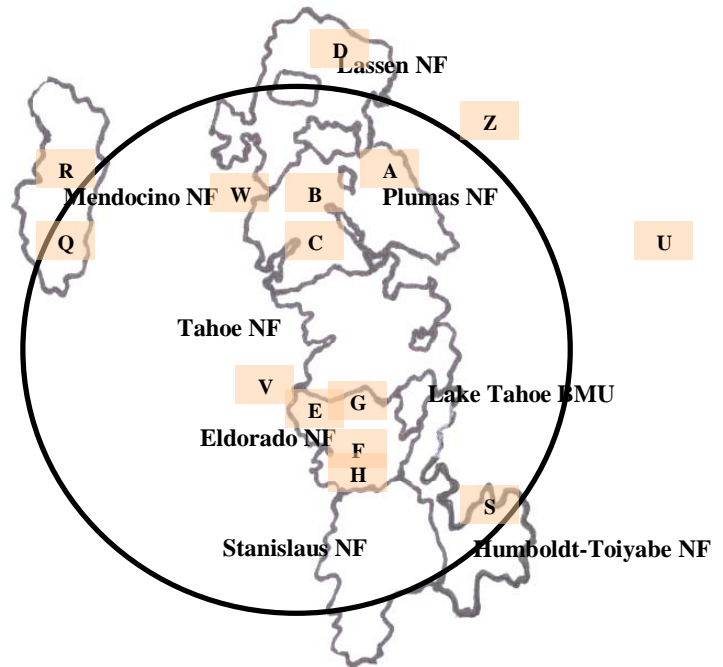 D
Lassen NF
Z
R
A
Mendocino NF
W
B
Plumas NF
Q
C
U
Tahoe NF
V
G
Lake Tahoe BMU
E
Eldorado NF
F
H
S
Stanislaus NF
Humboldt-Toiyabe NF